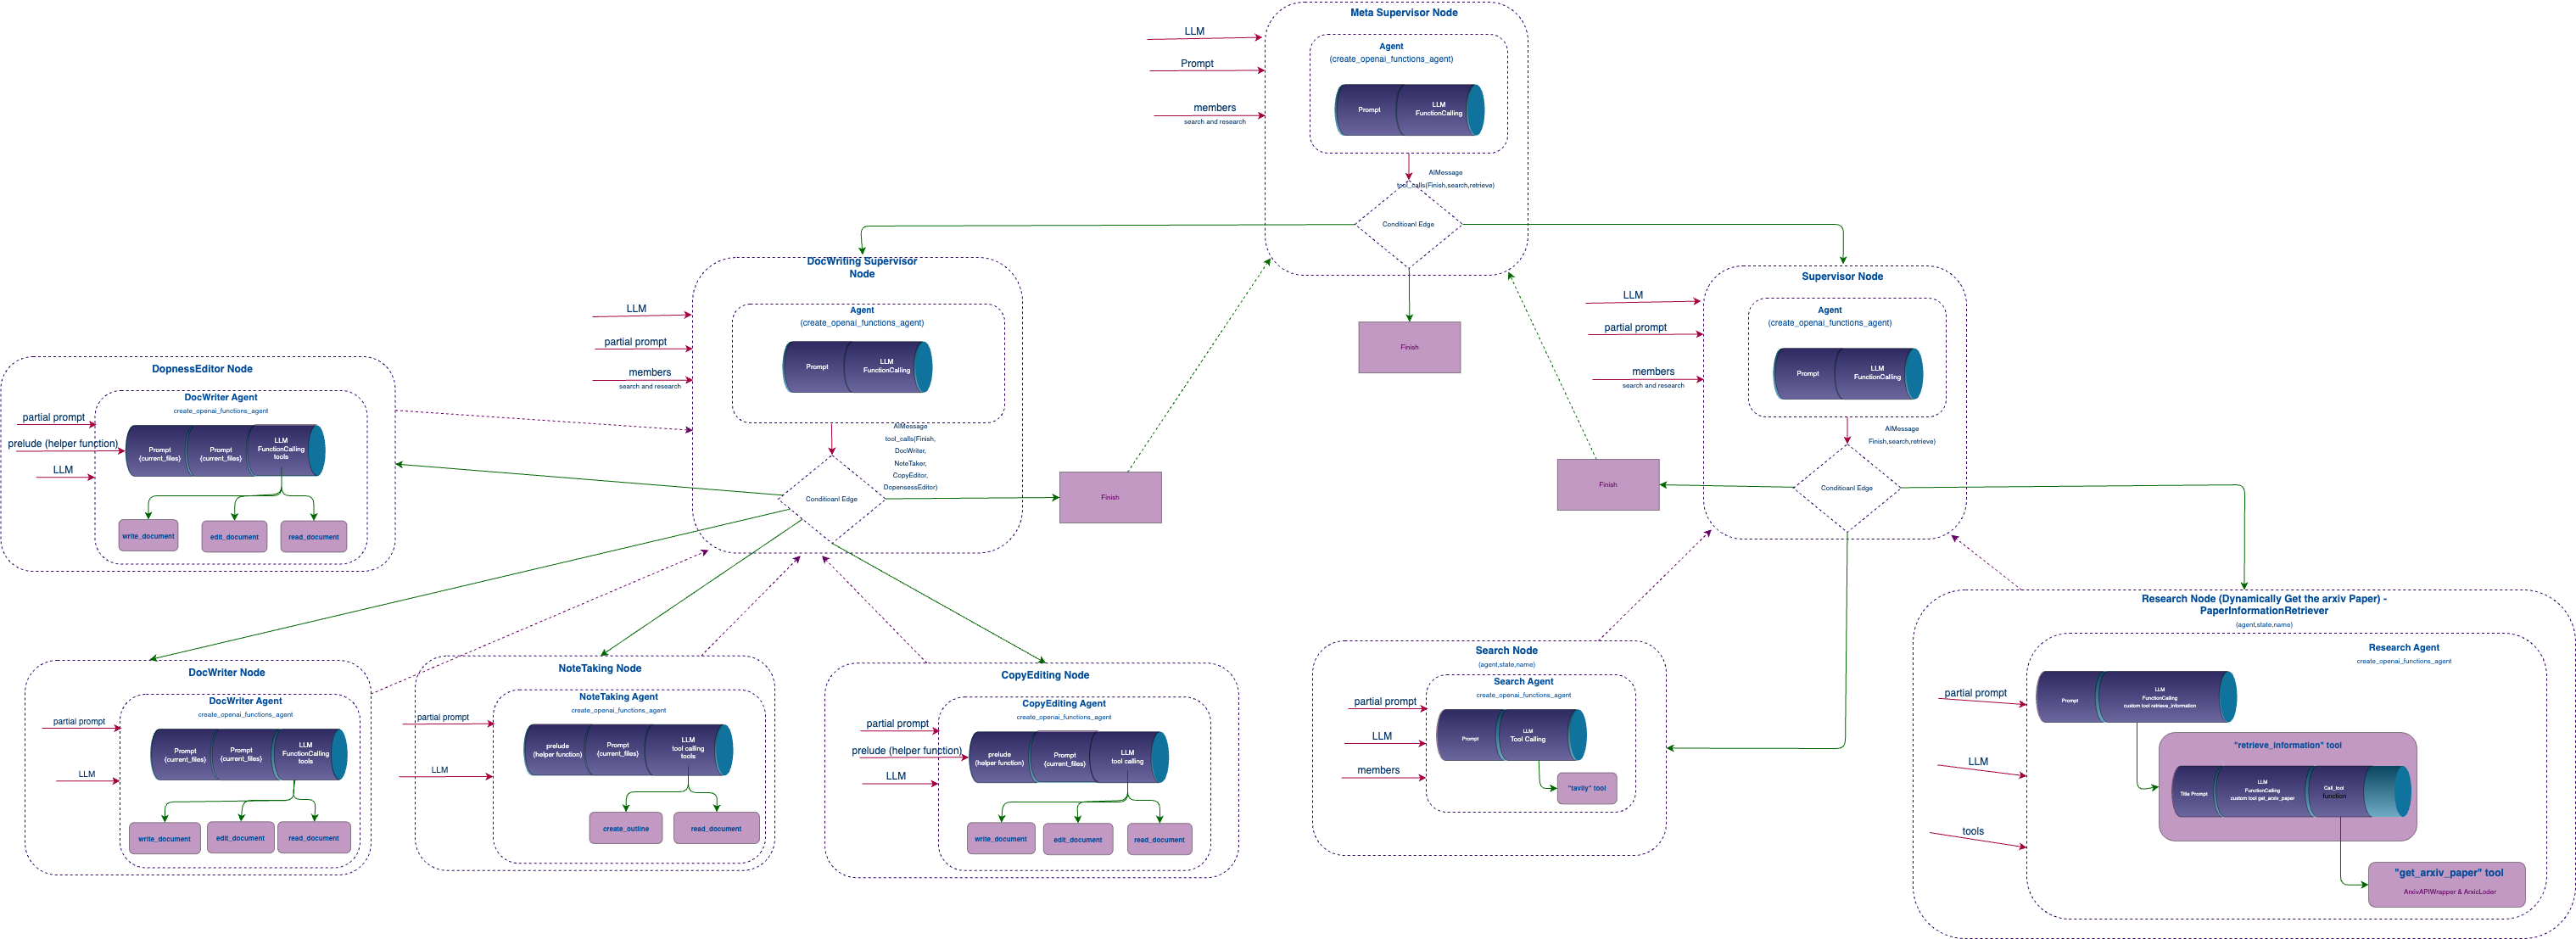 Meta Supervisor Node
LLM
Prompt
members
search and research
Agent
(create_openai_functions_agent)
Prompt
LLM
FunctionCalling
AIMessage
tool_calls(Finish,search,retrieve)
Conditioanl Edge
Finish
DocWriting Supervisor
Node
LLM
partial prompt
members
search and research
Agent
(create_openai_functions_agent)
Prompt
LLM
FunctionCalling
AIMessage
tool_calls(Finish,
DocWriter,
NoteTaker,
CopyEditor,
DopensessEditor)
Conditioanl Edge
Finish
Supervisor Node
LLM
partial prompt
members
search and research
Agent
(create_openai_functions_agent)
Prompt
LLM
FunctionCalling
AIMessage
Finish,search,retrieve)
Conditioanl Edge
Finish
DopnessEditor Node
DocWriter Agent
create_openai_functions_agent
partial prompt
prelude (helper function)
LLM
Prompt
{current_files}
Prompt
{current_files}
LLM
FunctionCalling
tools
write_document
edit_document
read_document
DocWriter Node
DocWriter Agent
create_openai_functions_agent
partial prompt
LLM
Prompt
{current_files}
Prompt
{current_files}
LLM
FunctionCalling
tools
write_document
edit_document
read_document
NoteTaking Node
NoteTaking Agent
create_openai_functions_agent
partial prompt
LLM
prelude
(helper function)
Prompt
{current_files}
LLM
tool calling
tools
create_outline
read_document
CopyEditing Node
CopyEditing Agent
create_openai_functions_agent
partial prompt
prelude (helper function)
LLM
prelude
(helper function)
Prompt
{current_files}
LLM
tool calling
write_document
edit_document
read_document
Search Node
(agent,state,name)
Search Agent
create_openai_functions_agent
partial prompt
LLM
members
Prompt
LLM
Tool Calling
"tavily" tool
Research Node (Dynamically Get the arxiv Paper) -
PaperInformationRetriever
(agent,state,name)
Research Agent
create_openai_functions_agent
partial prompt
LLM
tools
Prompt
LLM
FunctionCalling
custom tool retrieve_information
"retrieve_information" tool
Title Prompt
LLM
FunctionCalling
custom tool get_arxiv_paper
Call_tool
function
"get_arxiv_paper" tool
ArxivAPIWrapper & ArxicLoder